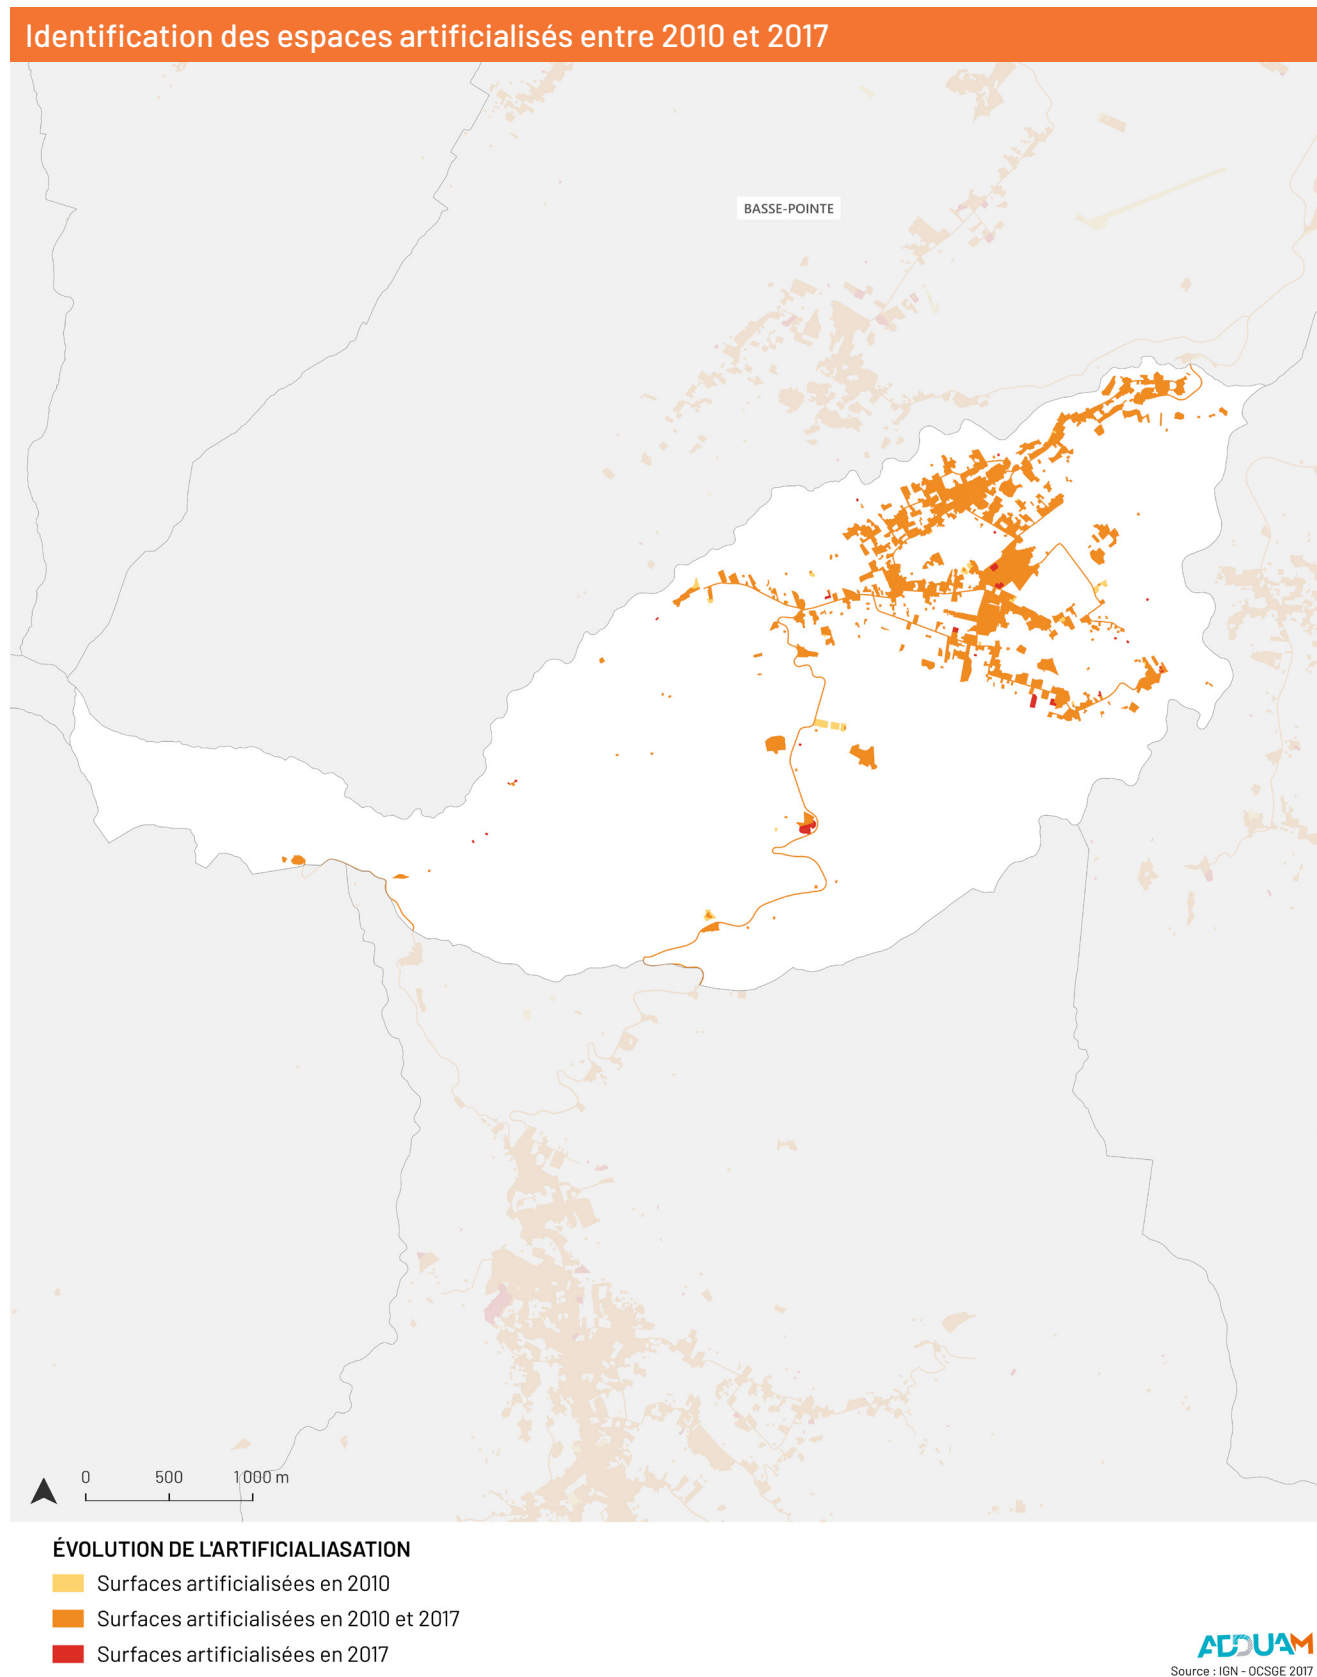 Identification des espaces artificialisés entre 2010 et 2017
BASSE-POINTE
0 500 1 000 m
ÉVOLUTION DE L'ARTIFICIALIASATION
Surfaces artificialisées en 2010
Surfaces artificialisées en 2010 et 2017
Surfaces artificialisées en 2017
ADDUAM
Source : IGN - OCSGE 2017